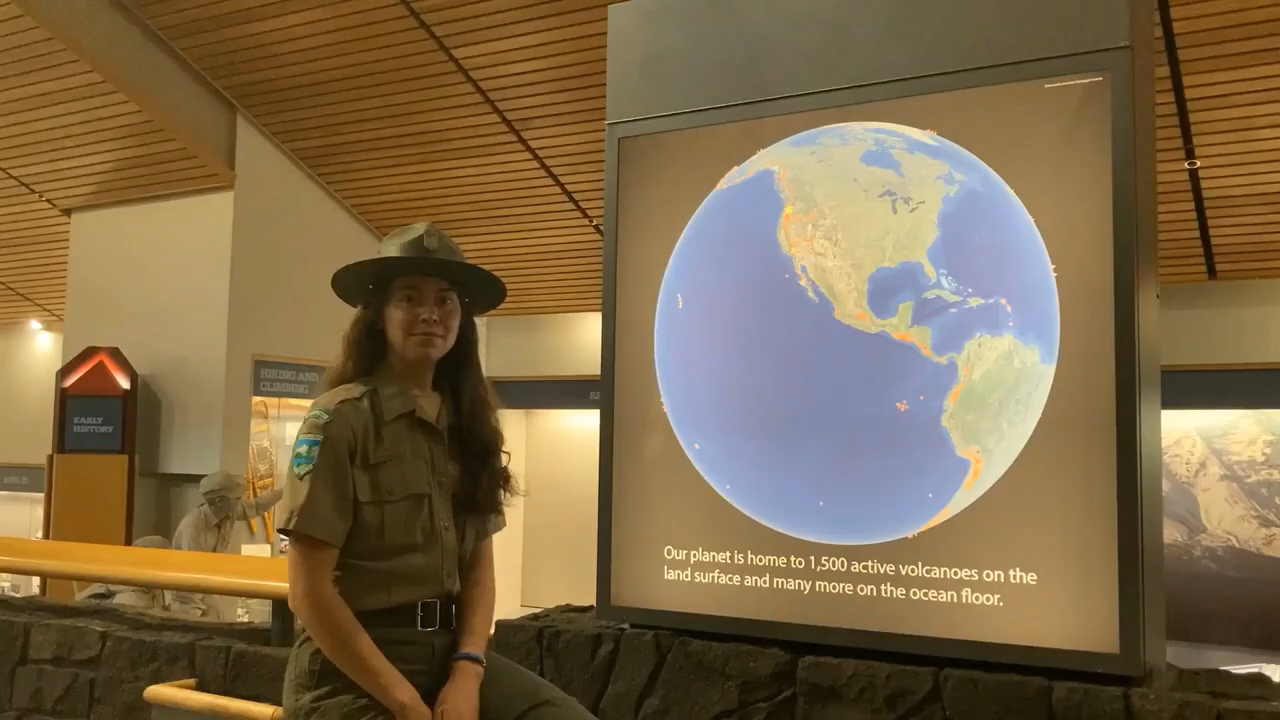 HIKING AND
CLIMBING
EARLY
HISTORY
Our planet is home to 1,500 active volcanoes on the
land surface and many more on the ocean floor.